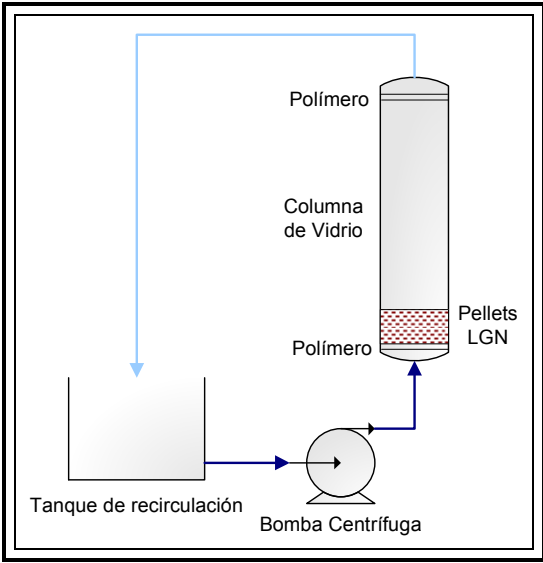 Polímero
Columna
de Vidrio
Pellets
LGN
Polímero
Tanque de recirculación
Bomba Centrífuga